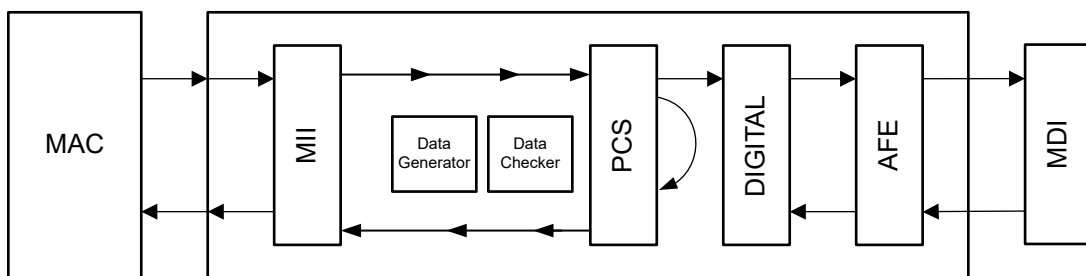 MAC
MII
Data
Generator
Data
Checker
PCS
DIGITAL
AFE
MDI